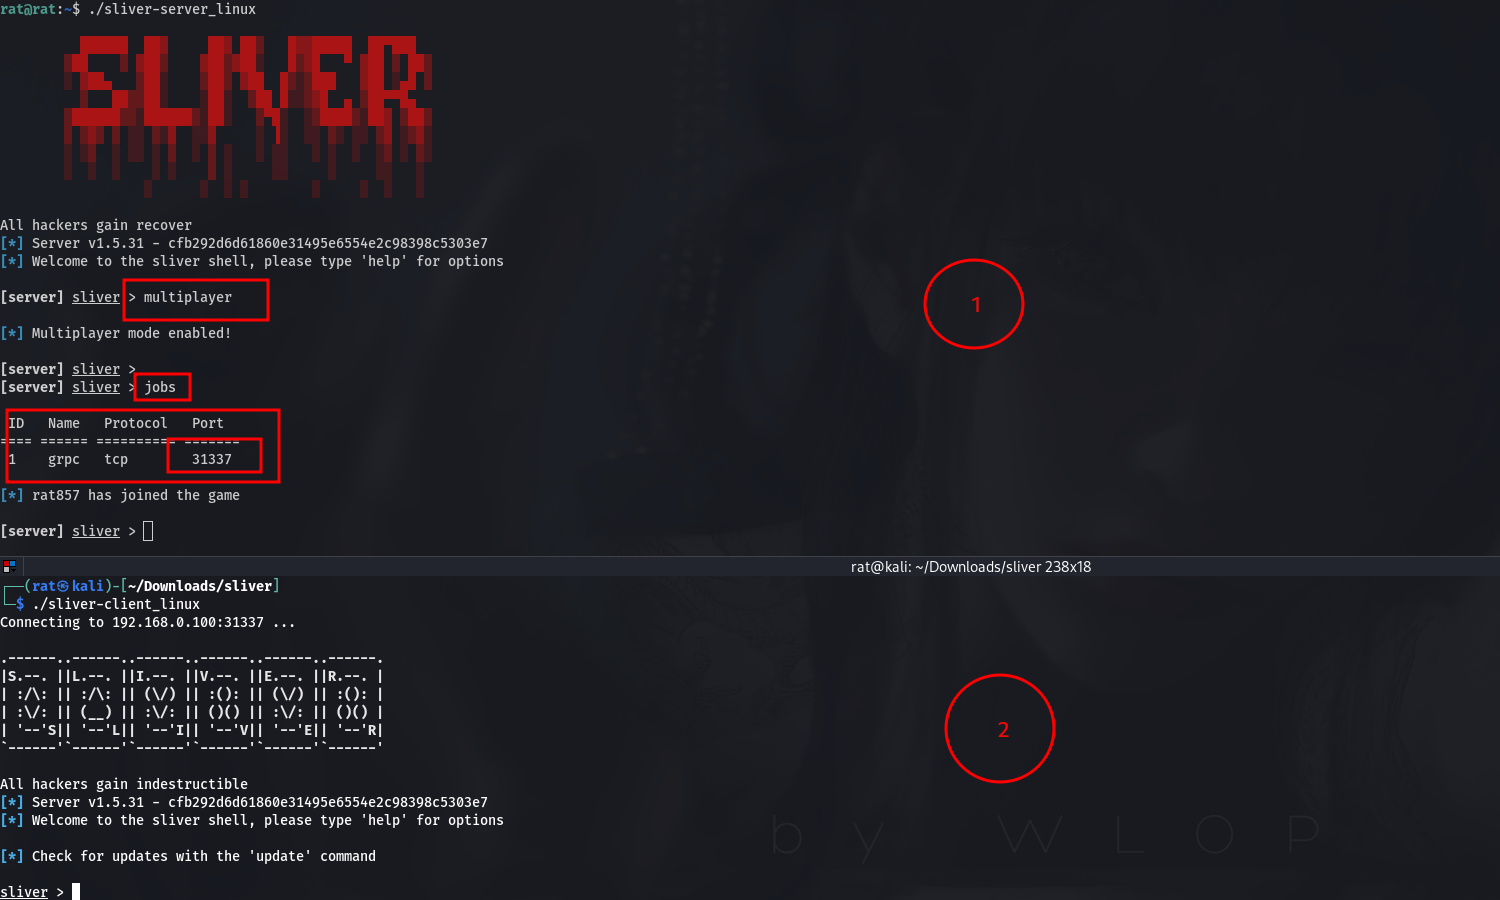 rat@rat:~$ ./sliver-server_linux
SLIVER
All hackers gain recover
[*] Server v1.5.31 - cfb292d6d61860e31495e6554e2c98398c5303e7
[*] Welcome to the sliver shell, please type 'help' for options
[server] sliver > multiplayer
[*] Multiplayer mode enabled!
[server] sliver >
[server] sliver > jobs
ID   Name   Protocol   Port
==== ====== ========== =======
1    grpc   tcp        31337
[*] rat857 has joined the game
[server] sliver >
1
rat@kali: ~/Downloads/sliver 238x18
┌──(rat㉿kali)-[~/Downloads/sliver]
└─$ ./sliver-client_linux
Connecting to 192.168.0.100:31337 ...
.------..------..------..------..------..------.
|S.--. ||L.--. ||I.--. ||V.--. ||E.--. ||R.--. |
| :/\: || :/\: || (\/) || :(): || (\/) || :(): |
| :\/: || (__) || :\/: || ()() || :\/: || ()() |
| '--'S|| '--'L|| '--'I|| '--'V|| '--'E|| '--'R|
`------'`------'`------'`------'`------'`------'
All hackers gain indestructible
[*] Server v1.5.31 - cfb292d6d61860e31495e6554e2c98398c5303e7
[*] Welcome to the sliver shell, please type 'help' for options
[*] Check for updates with the 'update' command
sliver >
2
by WLOP